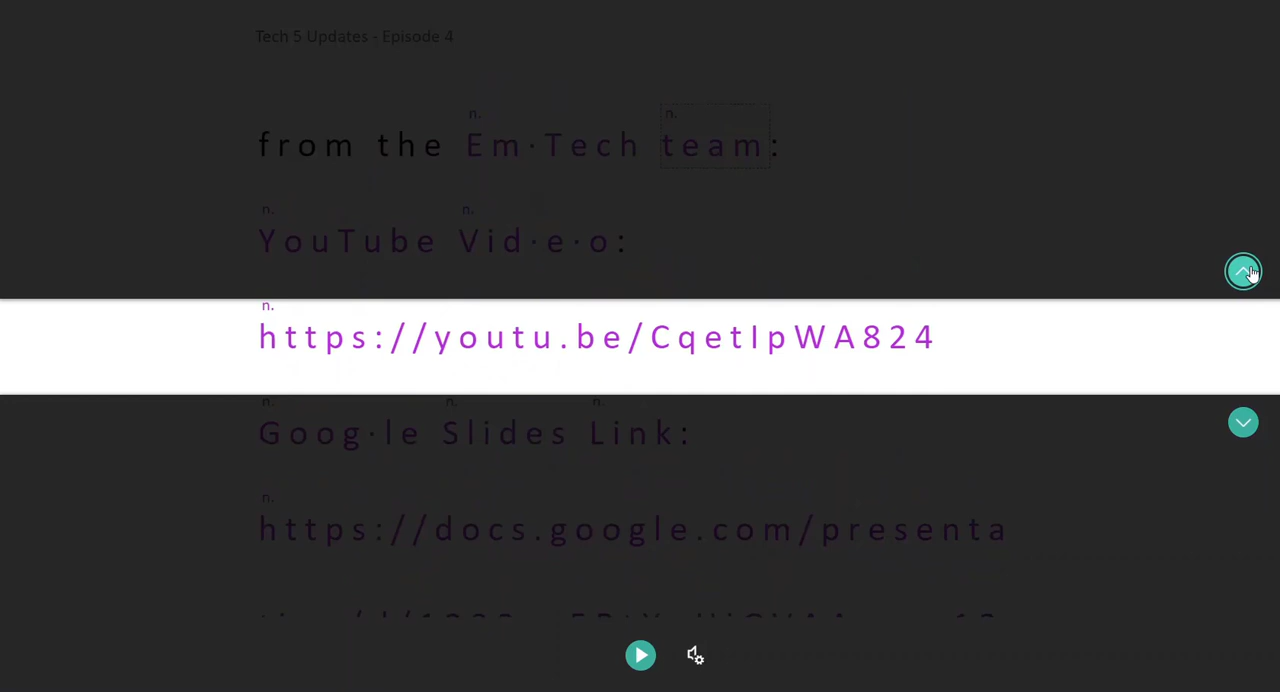 Tech 5 Updates - Episode 4
n. n.
from the Em·Tech team:
n. n.
YouTube Vid·e·o:
n.
https://youtu.be/CqetIpWA824
n. n. n.
Goog·le Slides Link:
n.
https://docs.google.com/presenta